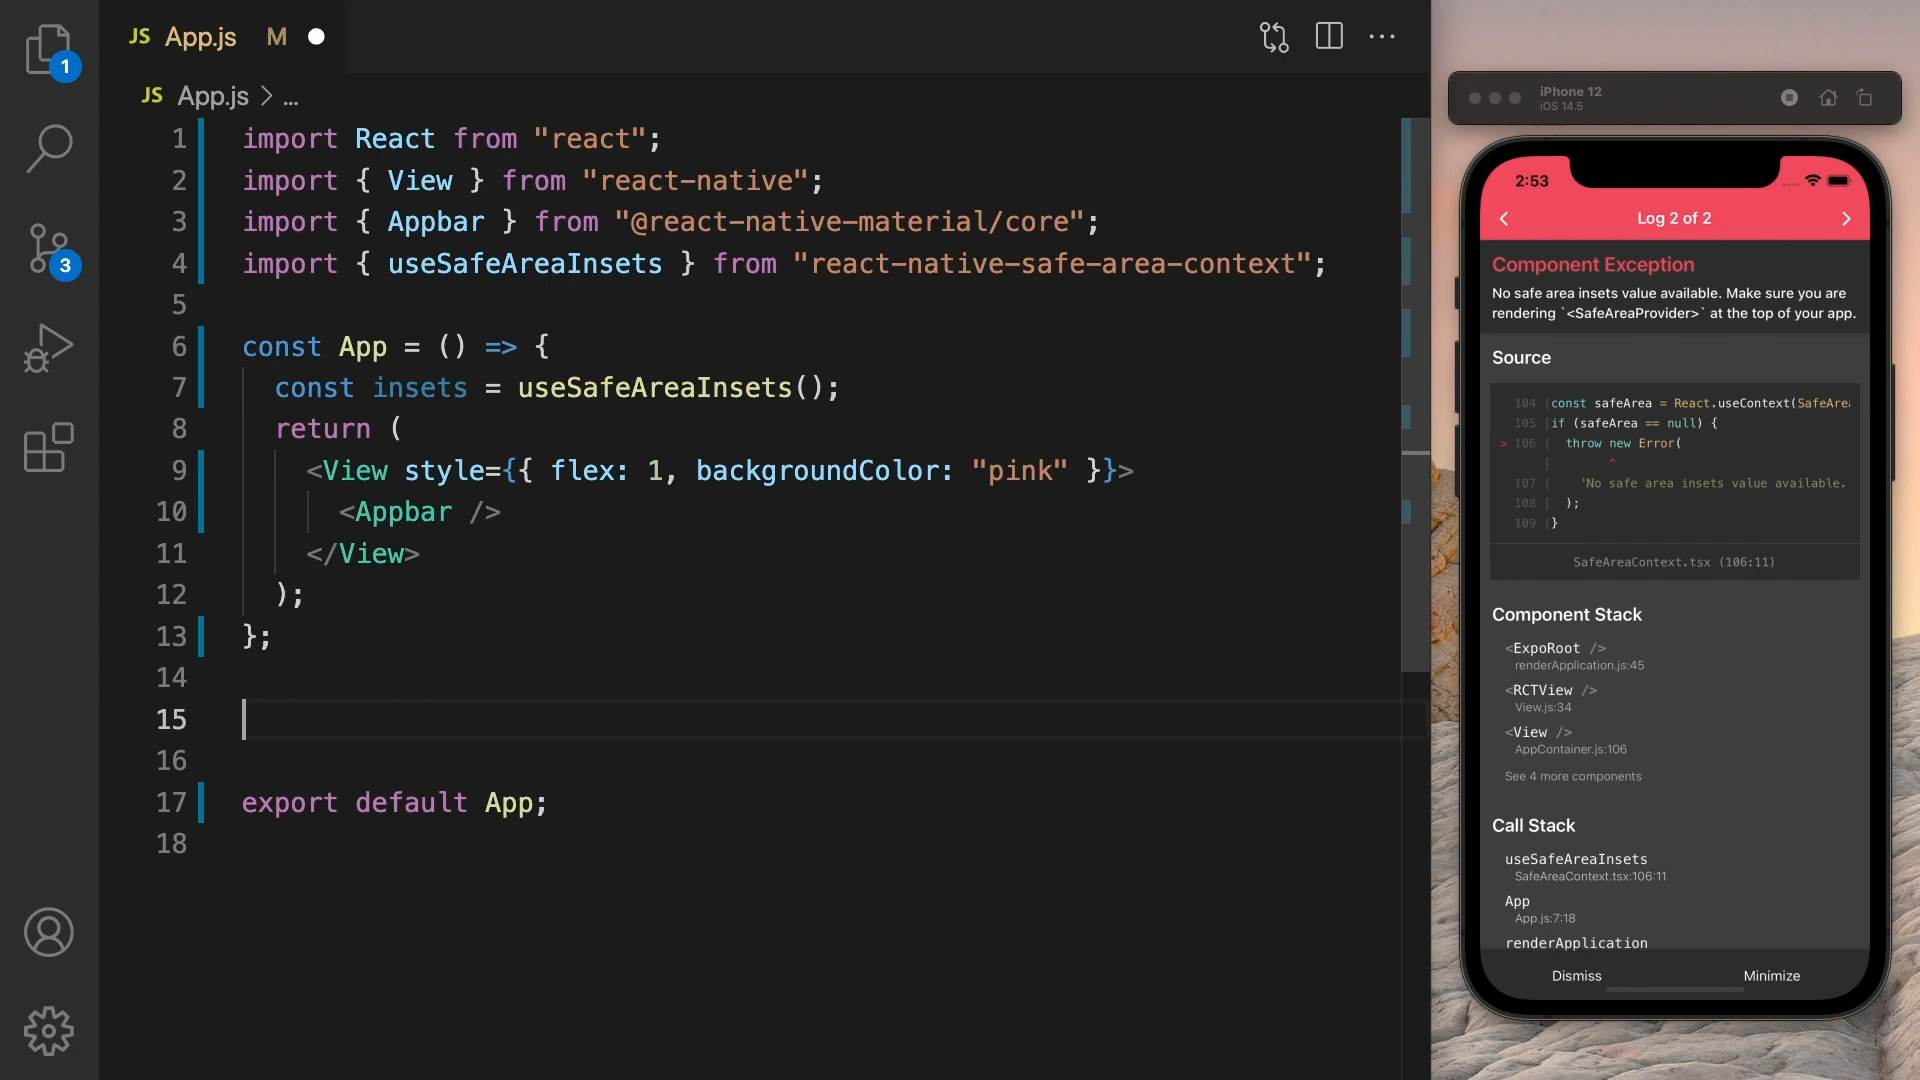 JS App.js M
JS App.js > ...
1 import React from "react";
2 import { View } from "react-native";
3 import { Appbar } from "@react-native-material/core";
4 import { useSafeAreaInsets } from "react-native-safe-area-context";
5
6 const App = () => {
7 const insets = useSafeAreaInsets();
8 return (
9 <View style={{ flex: 1, backgroundColor: "pink" }}>
10 <Appbar />
11 </View>
12 );
13 };
14
15
16
17 export default App;
18
1
3
iPhone 12
iOS 14.5
2:53
Log 2 of 2
Component Exception
No safe area insets value available. Make sure you are
rendering `<SafeAreaProvider>` at the top of your app.
Source
104 |const safeArea = React.useContext(SafeArea
105 |if (safeArea == null) {
> 106 | throw new Error(
| ^
107 | 'No safe area insets value available.
108 | );
109 |}
SafeAreaContext.tsx (106:11)
Component Stack
<ExpoRoot />
renderApplication.js:45
<RCTView />
View.js:34
<View />
AppContainer.js:106
See 4 more components
Call Stack
useSafeAreaInsets
SafeAreaContext.tsx:106:11
App
App.js:7:18
renderApplication
Dismiss Minimize